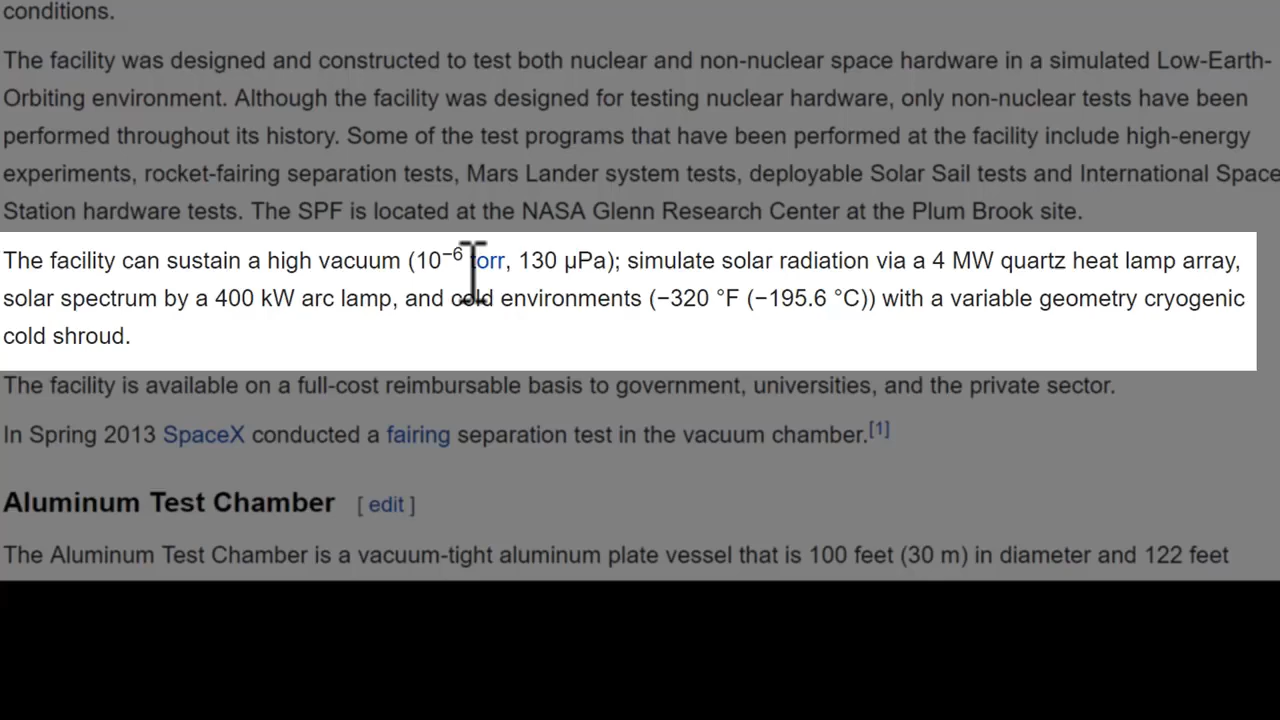 conditions.
The facility was designed and constructed to test both nuclear and non-nuclear space hardware in a simulated Low-Earth-
Orbiting environment. Although the facility was designed for testing nuclear hardware, only non-nuclear tests have been
performed throughout its history. Some of the test programs that have been performed at the facility include high-energy
experiments, rocket-fairing separation tests, Mars Lander system tests, deployable Solar Sail tests and International Space
Station hardware tests. The SPF is located at the NASA Glenn Research Center at the Plum Brook site.
The facility can sustain a high vacuum (10⁻⁶ torr, 130 μPa); simulate solar radiation via a 4 MW quartz heat lamp array,
solar spectrum by a 400 kW arc lamp, and cold environments (−320 °F (−195.6 °C)) with a variable geometry cryogenic
cold shroud.
The facility is available on a full-cost reimbursable basis to government, universities, and the private sector.
In Spring 2013 SpaceX conducted a fairing separation test in the vacuum chamber.[1]
Aluminum Test Chamber [ edit ]
The Aluminum Test Chamber is a vacuum-tight aluminum plate vessel that is 100 feet (30 m) in diameter and 122 feet